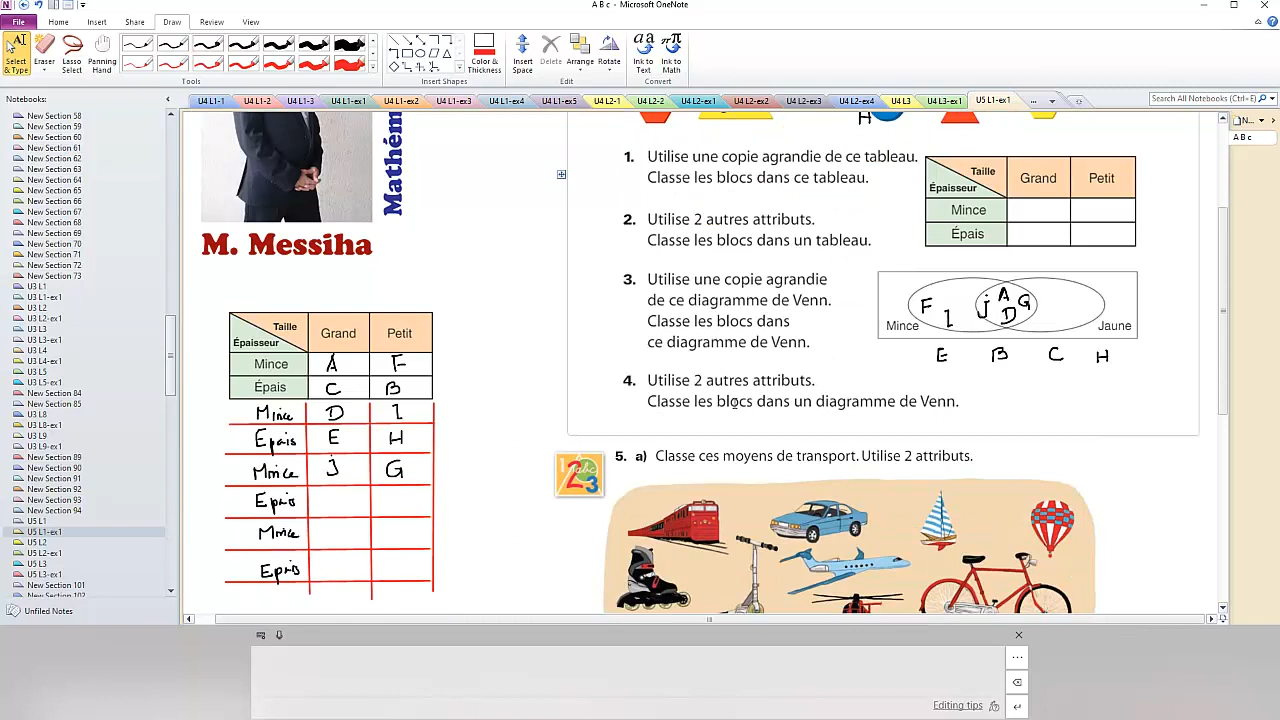 A B c - Microsoft OneNote
File Home Insert Share Draw Review View
Select & Type Eraser Lasso Select Panning Hand Color & Thickness Insert Space Delete Arrange Rotate Ink to Text Ink to Math
Tools Insert Shapes Edit Convert
Notebooks:
U4 L1-1 U4 L1-2 U4 L1-3 U4 L1-ex1 U4 L1-ex2 U4 L1-ex3 U4 L1-ex4 U4 L1-ex5 U4 L2-1 U4 L2-2 U4 L2-ex1 U4 L2-ex2 U4 L2-ex3 U4 L2-ex4 U4 L3 U4 L3-ex1 U5 L1-ex1 ...
Search All Notebooks (Ctrl+E)
New Section 58
New Section 59
New Section 60
New Section 61
New Section 62
New Section 63
New Section 64
New Section 65
New Section 66
New Section 67
New Section 68
New Section 69
New Section 70
New Section 71
New Section 72
New Section 73
U3 L1
U3 L1-ex1
U3 L2
U3 L2-ex1
U3 L3
U3 L3-ex1
U3 L4
U3 L4-ex1
U3 L5
U3 L5-ex1
New Section 84
New Section 85
U3 L8
U3 L8-ex1
U3 L9
U3 L9-ex1
New Section 89
New Section 90
New Section 91
New Section 92
New Section 93
New Section 94
U5 L1
U5 L1-ex1
U5 L2
U5 L2-ex1
U5 L3
U5 L3-ex1
New Section 101
New Section 102
Unfiled Notes
Mathém
M. Messiha
Taille
Épaisseur
Grand Petit
Mince A F
Épais C B
Mince D I
Epais E H
Mince j G
Epais
Mince
Epais
H
1. Utilise une copie agrandie de ce tableau.
Classe les blocs dans ce tableau.
Taille
Épaisseur
Grand Petit
Mince
Épais
2. Utilise 2 autres attributs.
Classe les blocs dans un tableau.
3. Utilise une copie agrandie
de ce diagramme de Venn.
Classe les blocs dans
ce diagramme de Venn.
F I j A G D
Mince Jaune
E B C H
4. Utilise 2 autres attributs.
Classe les blocs dans un diagramme de Venn.
1 2 3 abc
5. a) Classe ces moyens de transport. Utilise 2 attributs.
N...
A B c
Editing tips